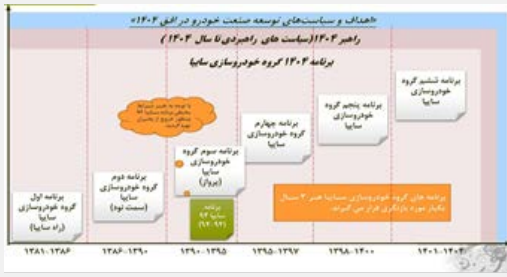 «اهداف و سیاست‌های توسعه صنعت خودرو در افق ۱۴۰۴»
راهبر ۱۴۰۴(سیاست های راهبردی تا سال ۱۴۰۴ )
برنامه ۱۴۰۴ گروه خودروسازی سایپا
برنامه ششم گروه
خودروسازی
سایپا
برنامه پنجم گروه
خودروسازی
سایپا
برنامه چهارم
گروه خودروسازی
سایپا
برنامه سوم گروه
خودروسازی
سایپا
(پرواز)
برنامه دوم
گروه خودروسازی
سایپا
(سمت نود)
برنامه اول
گروه خودروسازی
سایپا
(راه سایپا)
برنامه
سایپا ۹۴
(۹۲-۹۴)
برنامه های گروه خودروسازی سایپا هر ۳ سال
یکبار مورد بازنگری قرار می گیرند.
۱۳۸۱-۱۳۸۶
۱۳۸۶-۱۳۹۰
۱۳۹۰-۱۳۹۵
۱۳۹۵-۱۳۹۷
۱۳۹۸-۱۴۰۰
۱۴۰۱-۱۴۰۴